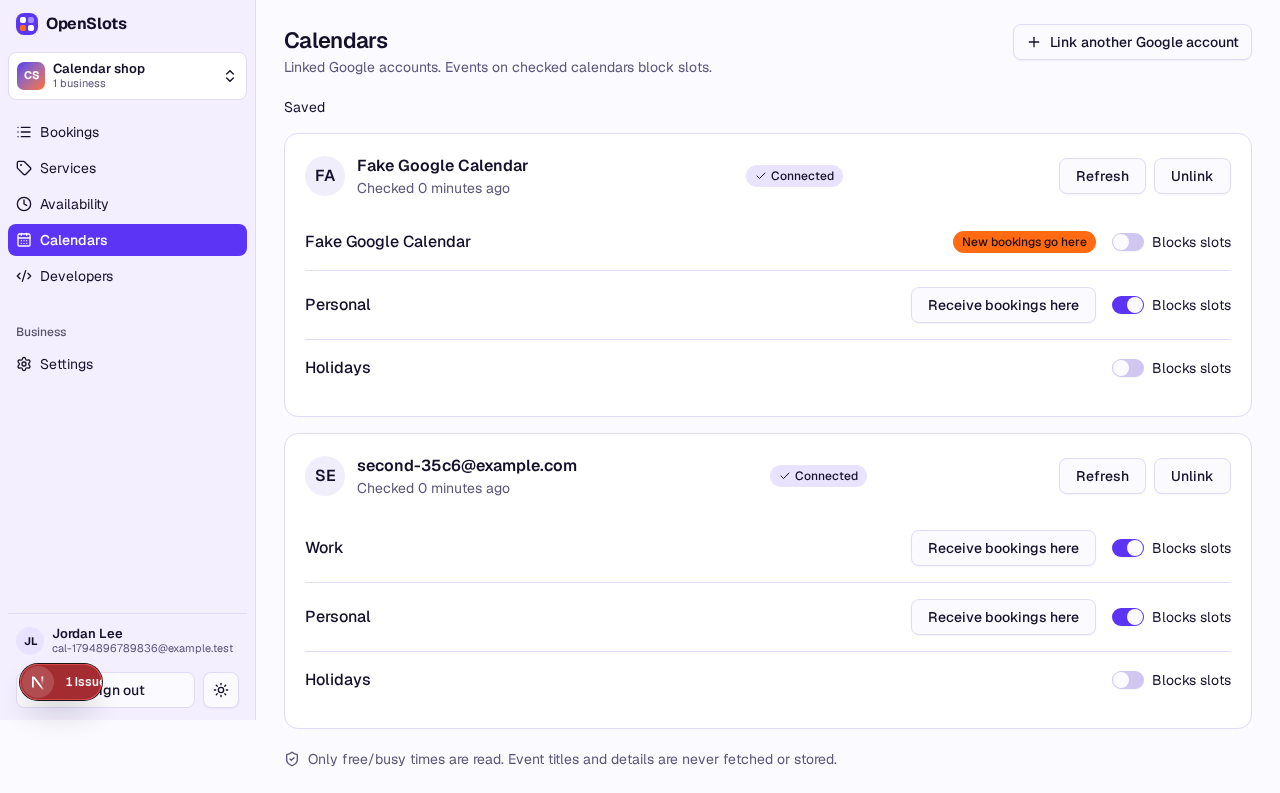 OpenSlots
CS
Calendar shop
1 business
Bookings
Services
Availability
Calendars
Developers
Business
Settings
JL
Jordan Lee
cal-1794896789836@example.test
1 Issue
ign out
Calendars
Linked Google accounts. Events on checked calendars block slots.
Link another Google account
Saved
FA
Fake Google Calendar
Checked 0 minutes ago
Connected
Refresh
Unlink
Fake Google Calendar
New bookings go here
Blocks slots
Personal
Receive bookings here
Blocks slots
Holidays
Blocks slots
SE
second-35c6@example.com
Checked 0 minutes ago
Connected
Refresh
Unlink
Work
Receive bookings here
Blocks slots
Personal
Receive bookings here
Blocks slots
Holidays
Blocks slots
Only free/busy times are read. Event titles and details are never fetched or stored.